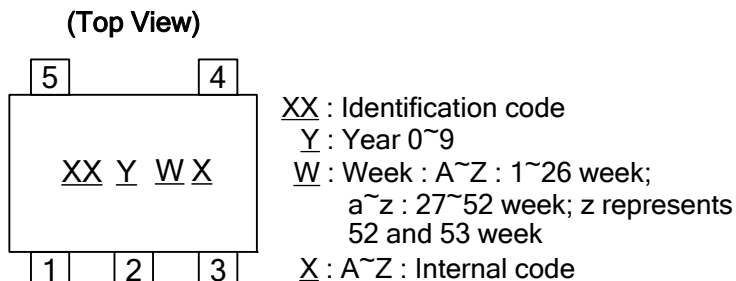 (Top View)
5 4
XX Y W X
1 2 3
XX : Identification code
Y : Year 0~9
W : Week : A~Z : 1~26 week;
a~z : 27~52 week; z represents
52 and 53 week
X : A~Z : Internal code